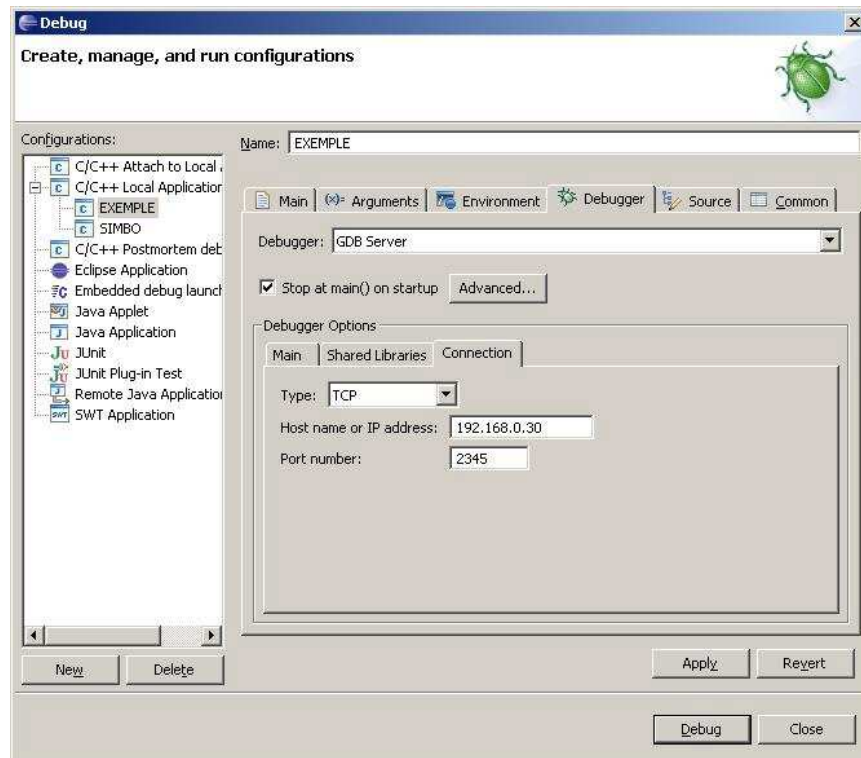 Debug
Create, manage, and run configurations
Configurations:
C/C++ Attach to Local
C/C++ Local Application
EXEMPLE
SIMBO
C/C++ Postmortem det
Eclipse Application
Embedded debug launch
Java Applet
Java Application
JUnit
JUnit Plug-in Test
Remote Java Application
SWT Application
New
Delete
Name: EXEMPLE
Main
(x)= Arguments
Environment
Debugger
Source
Common
Debugger: GDB Server
Stop at main() on startup
Advanced...
Debugger Options
Main
Shared Libraries
Connection
Type: TCP
Host name or IP address: 192.168.0.30
Port number: 2345
Apply
Revert
Debug
Close